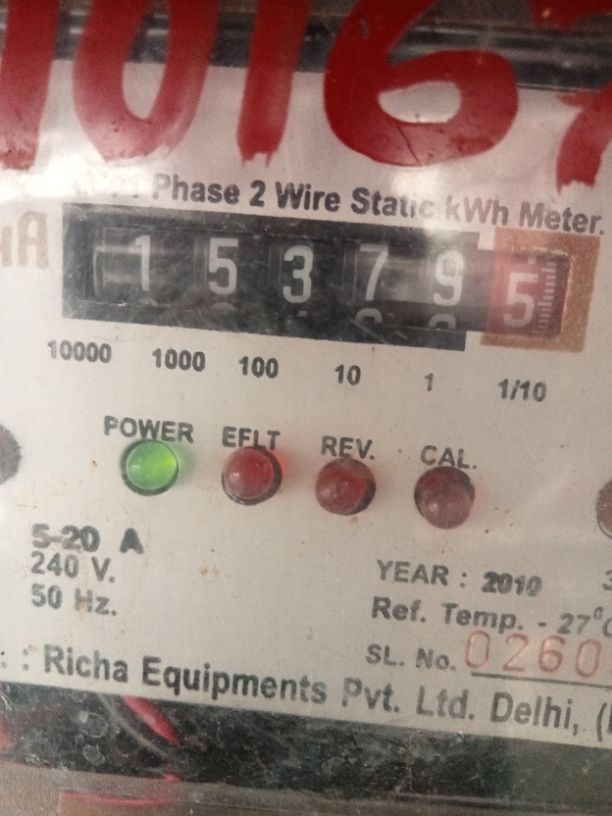 10167
Phase 2 Wire Static kWh Meter.
1 5 3 7 9 5
10000 1000 100 10 1 1/10
POWER EFLT REV. CAL.
5-20 A
240 V.
50 Hz.
YEAR : 2010
Ref. Temp. - 27°C
SL. No. 0260
: Richa Equipments Pvt. Ltd. Delhi, (